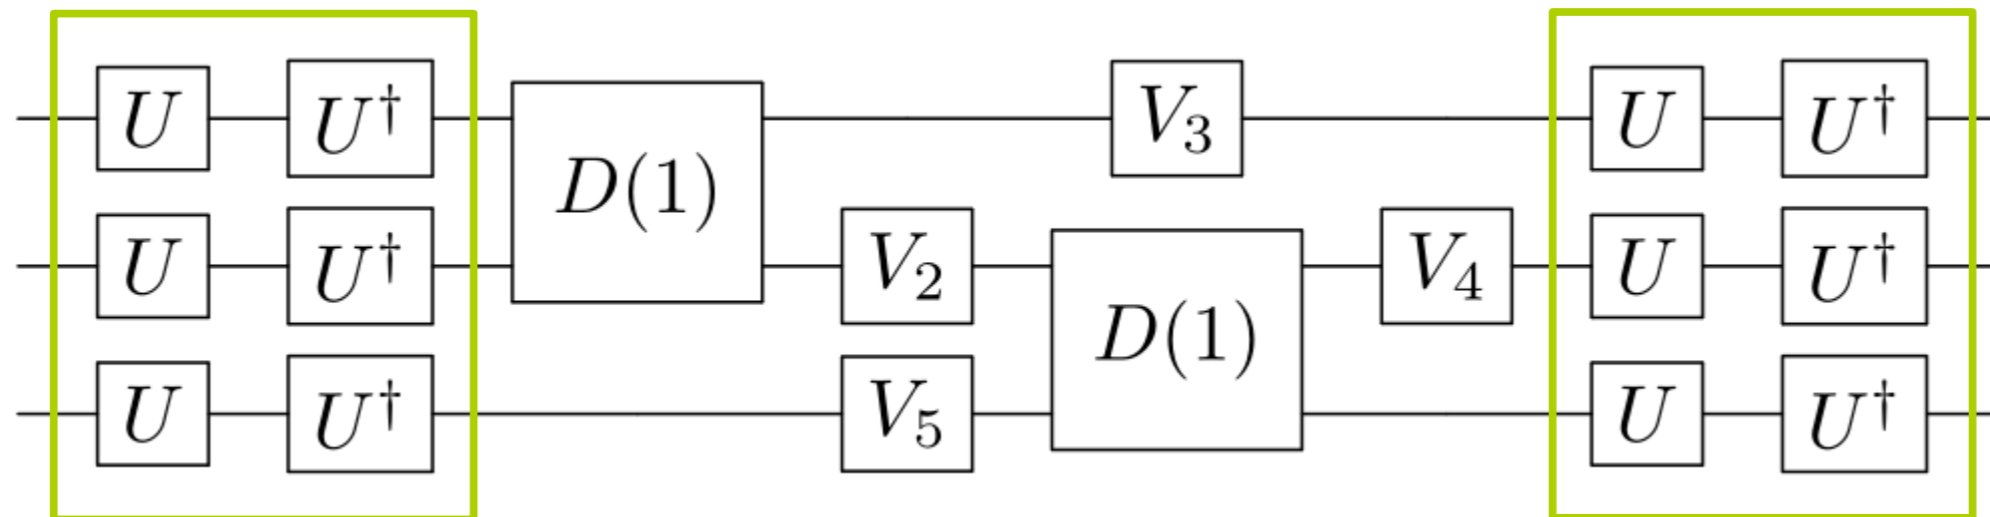 U U† D(1) V₃ U U†
U U† V₂ D(1) V₄ U U†
U U† V₅ U U†